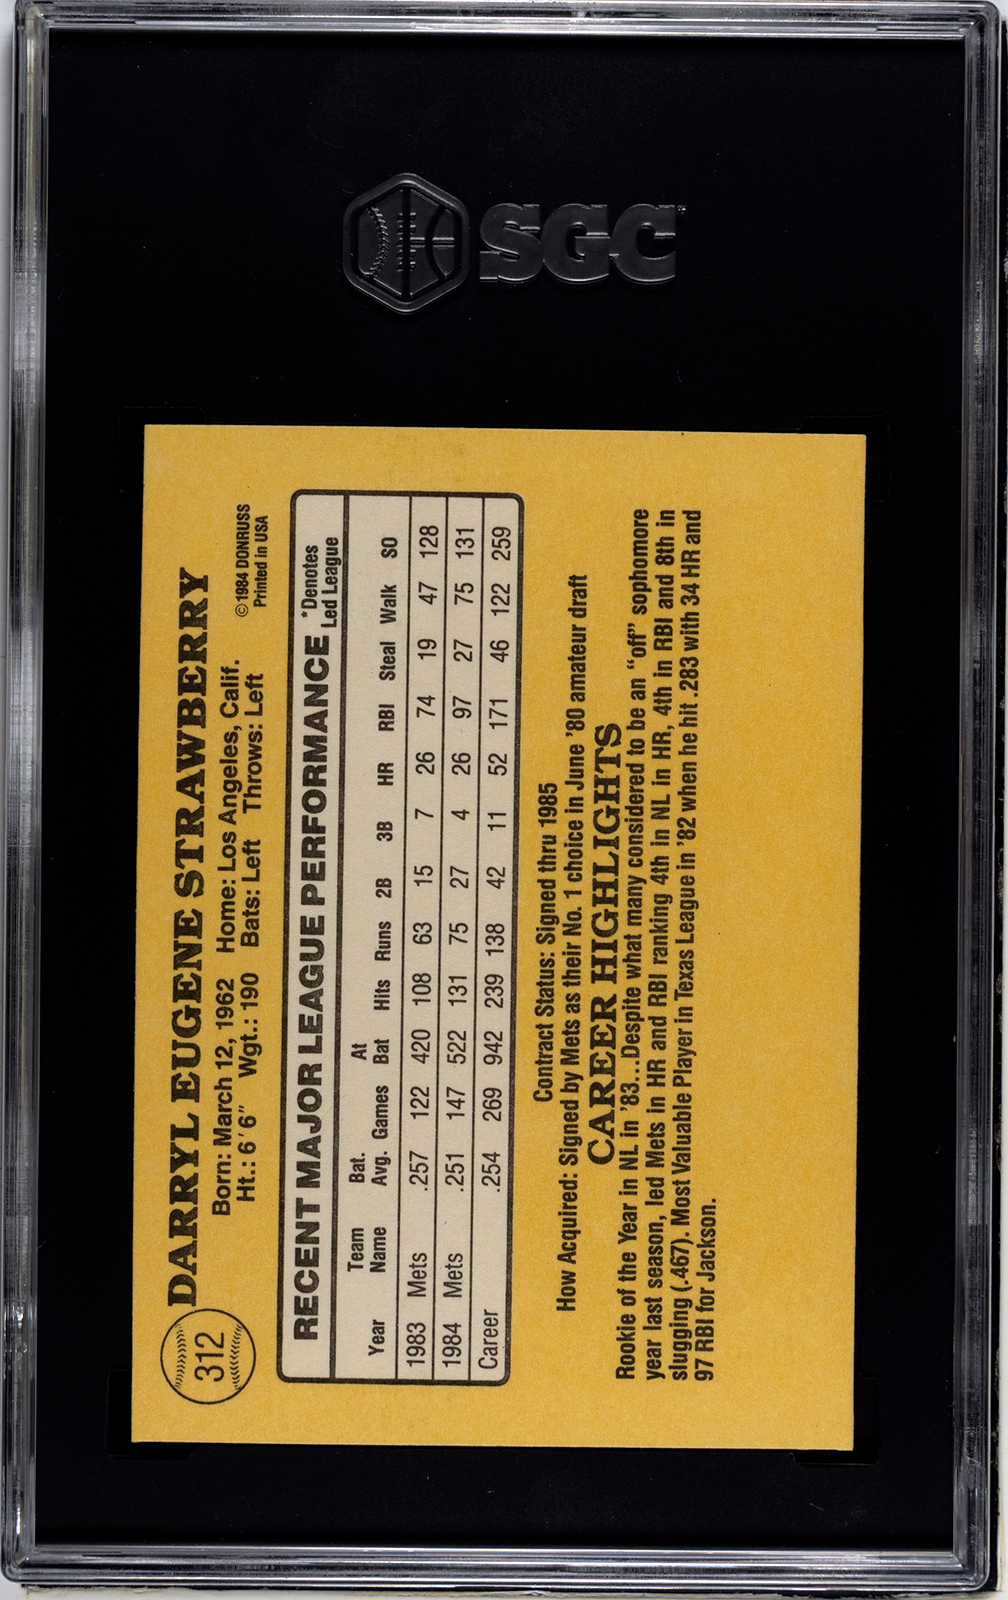 SGC
312
DARRYL EUGENE STRAWBERRY
Born: March 12, 1962 Home: Los Angeles, Calif.
Ht.: 6'6" Wgt.: 190 Bats: Left Throws: Left
©1984 DONRUSS
Printed in USA
RECENT MAJOR LEAGUE PERFORMANCE *Denotes Led League
Year Team Name Bat. Avg. Games At Bat Hits Runs 2B 3B HR RBI Steal Walk SO
1983 Mets .257 122 420 108 63 15 7 26 74 19 47 128
1984 Mets .251 147 522 131 75 27 4 26 97 27 75 131
Career .254 269 942 239 138 42 11 52 171 46 122 259
Contract Status: Signed thru 1985
How Acquired: Signed by Mets as their No. 1 choice in June '80 amateur draft
CAREER HIGHLIGHTS
Rookie of the Year in NL in '83...Despite what many considered to be an "off" sophomore
year last season, led Mets in HR and RBI ranking 4th in NL in HR, 4th in RBI and 8th in
slugging (.467). Most Valuable Player in Texas League in '82 when he hit .283 with 34 HR and
97 RBI for Jackson.